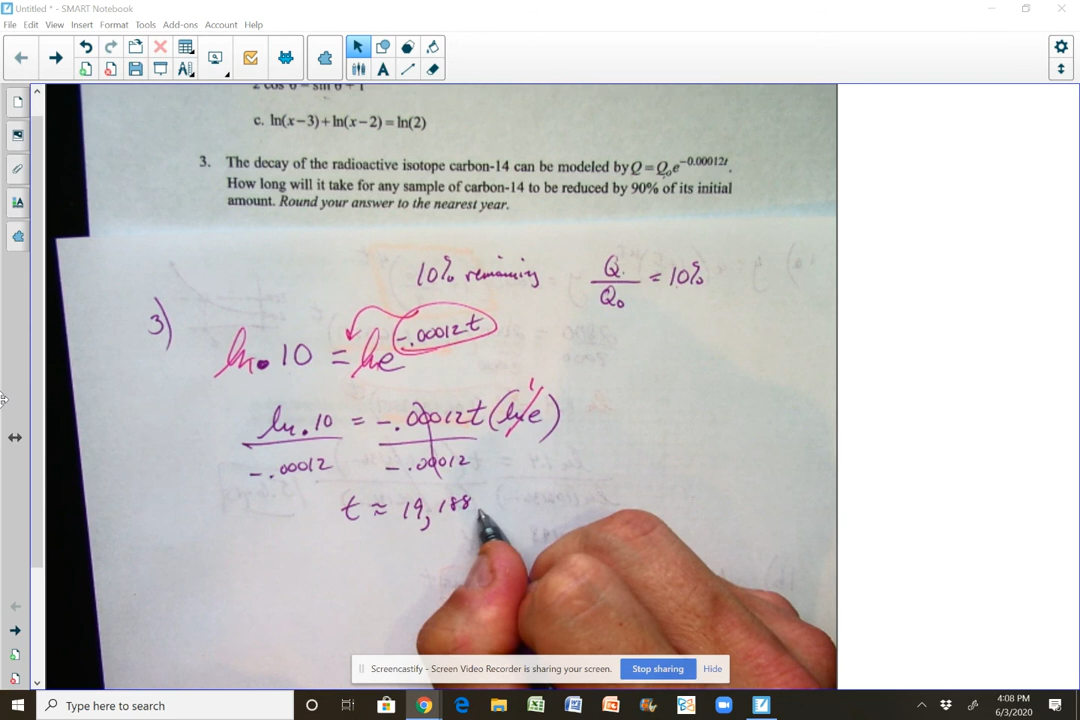 Untitled * - SMART Notebook
File Edit View Insert Format Tools Add-ons Account Help
2 cos θ = sin θ + 1
c. ln(x−3)+ln(x−2)=ln(2)
3. The decay of the radioactive isotope carbon-14 can be modeled by Q = Q₀e^−0.00012t.
How long will it take for any sample of carbon-14 to be reduced by 90% of its initial
amount. Round your answer to the nearest year.
10% remaining Q/Q₀ = 10%
3)
ln .10 = ln e^−.00012t
ln .10 = −.00012t (ln e) 1
−.00012 −.00012
t ≈ 19,188
Screencastify - Screen Video Recorder is sharing your screen. Stop sharing Hide
Type here to search
4:08 PM
6/3/2020